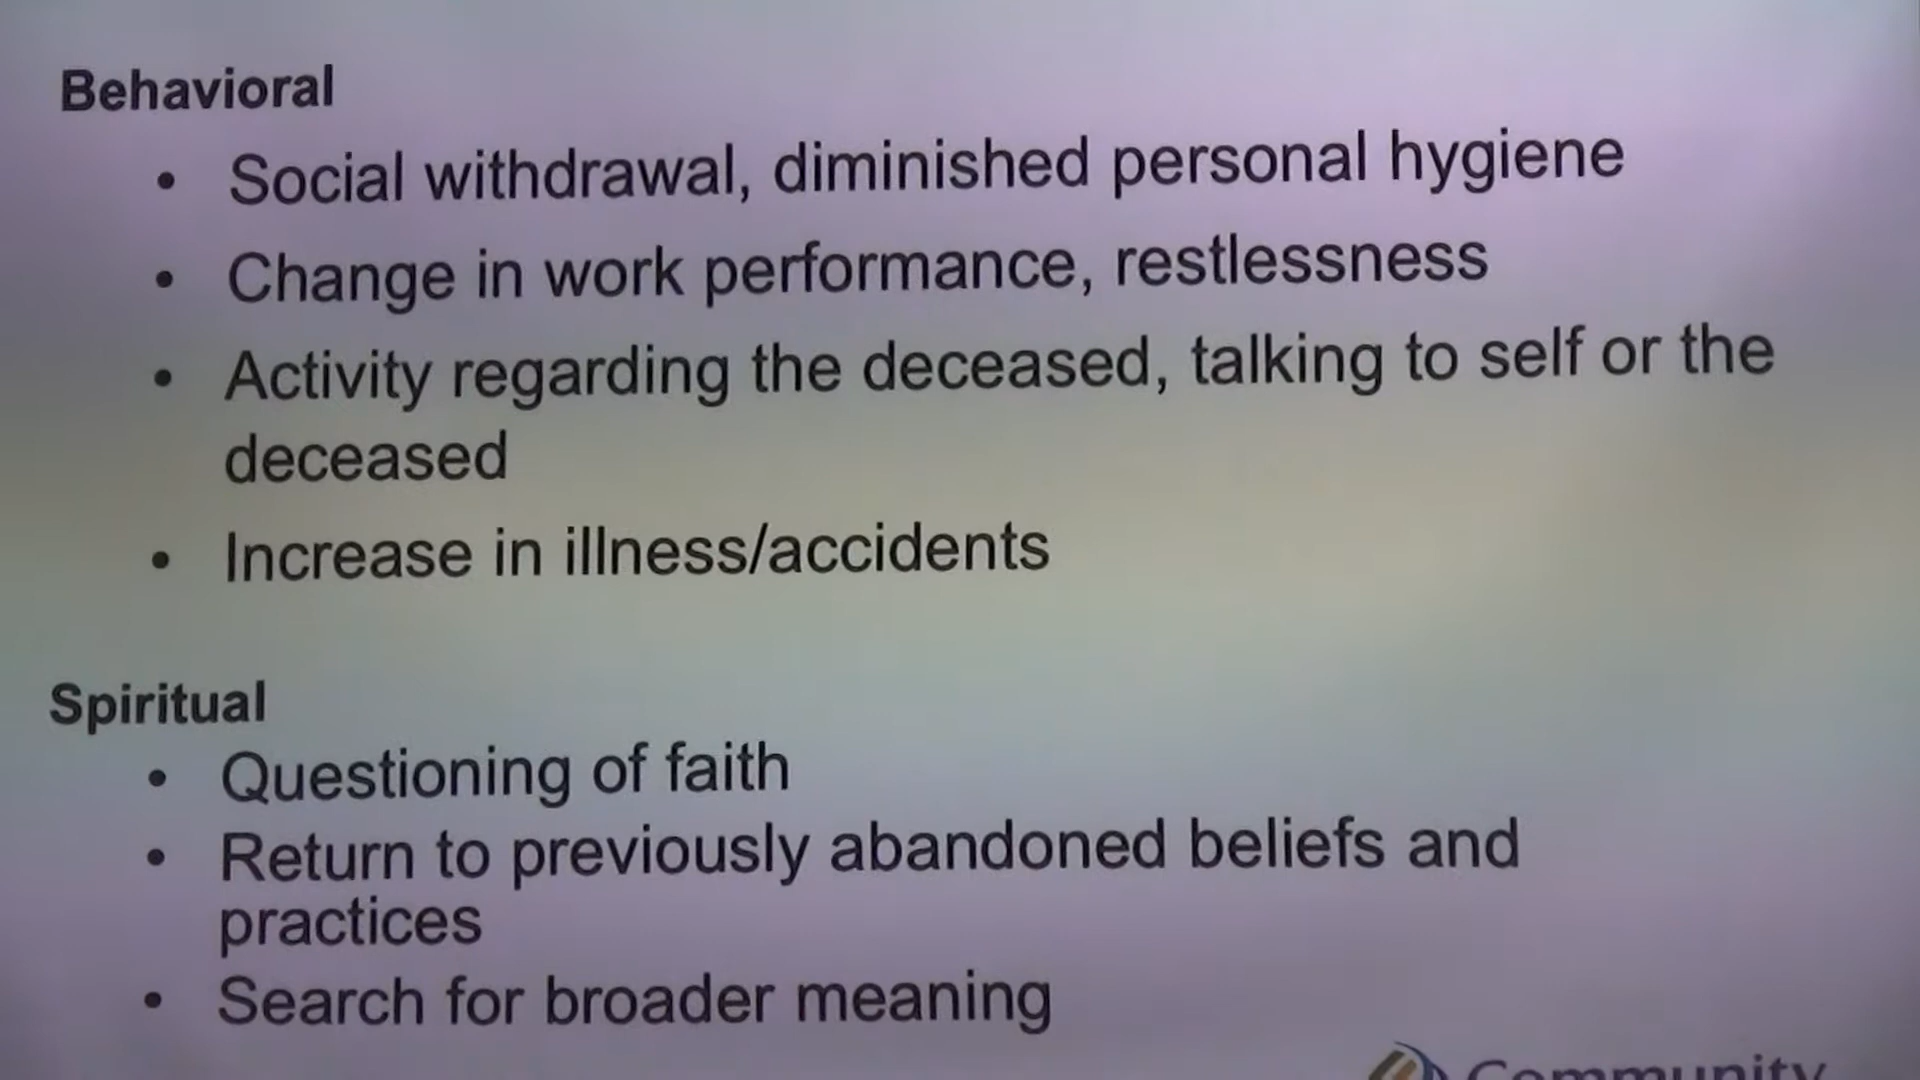 Behavioral
• Social withdrawal, diminished personal hygiene
• Change in work performance, restlessness
• Activity regarding the deceased, talking to self or the
deceased
• Increase in illness/accidents
Spiritual
• Questioning of faith
• Return to previously abandoned beliefs and
practices
• Search for broader meaning
Community